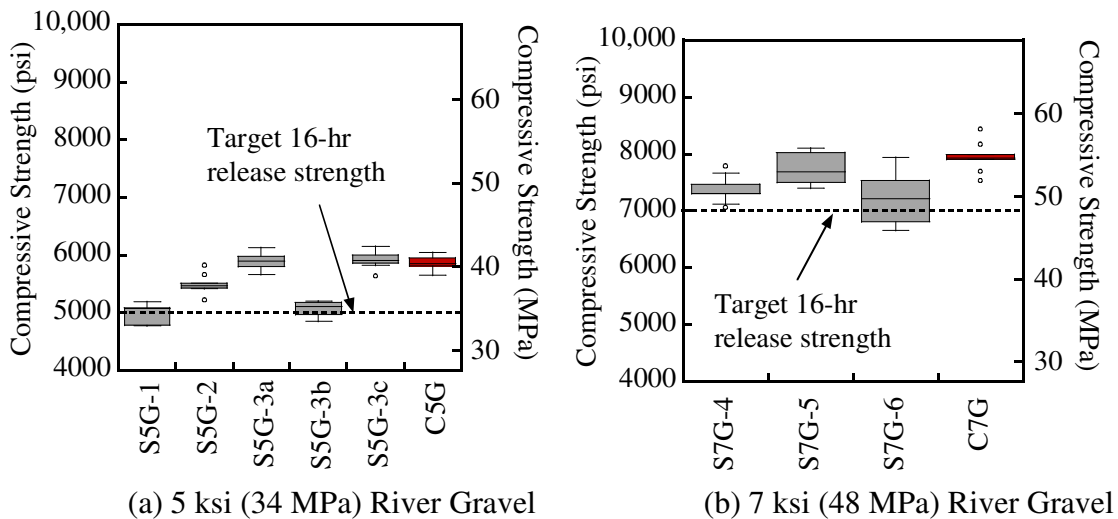 10,000
9000
8000
7000
6000
5000
4000
Compressive Strength (psi)
60
50
40
30
Compressive Strength (MPa)
Target 16-hr
release strength
S5G-1
S5G-2
S5G-3a
S5G-3b
S5G-3c
C5G
(a) 5 ksi (34 MPa) River Gravel
10,000
9000
8000
7000
6000
5000
4000
Compressive Strength (psi)
60
50
40
30
Compressive Strength (MPa)
Target 16-hr
release strength
S7G-4
S7G-5
S7G-6
C7G
(b) 7 ksi (48 MPa) River Gravel